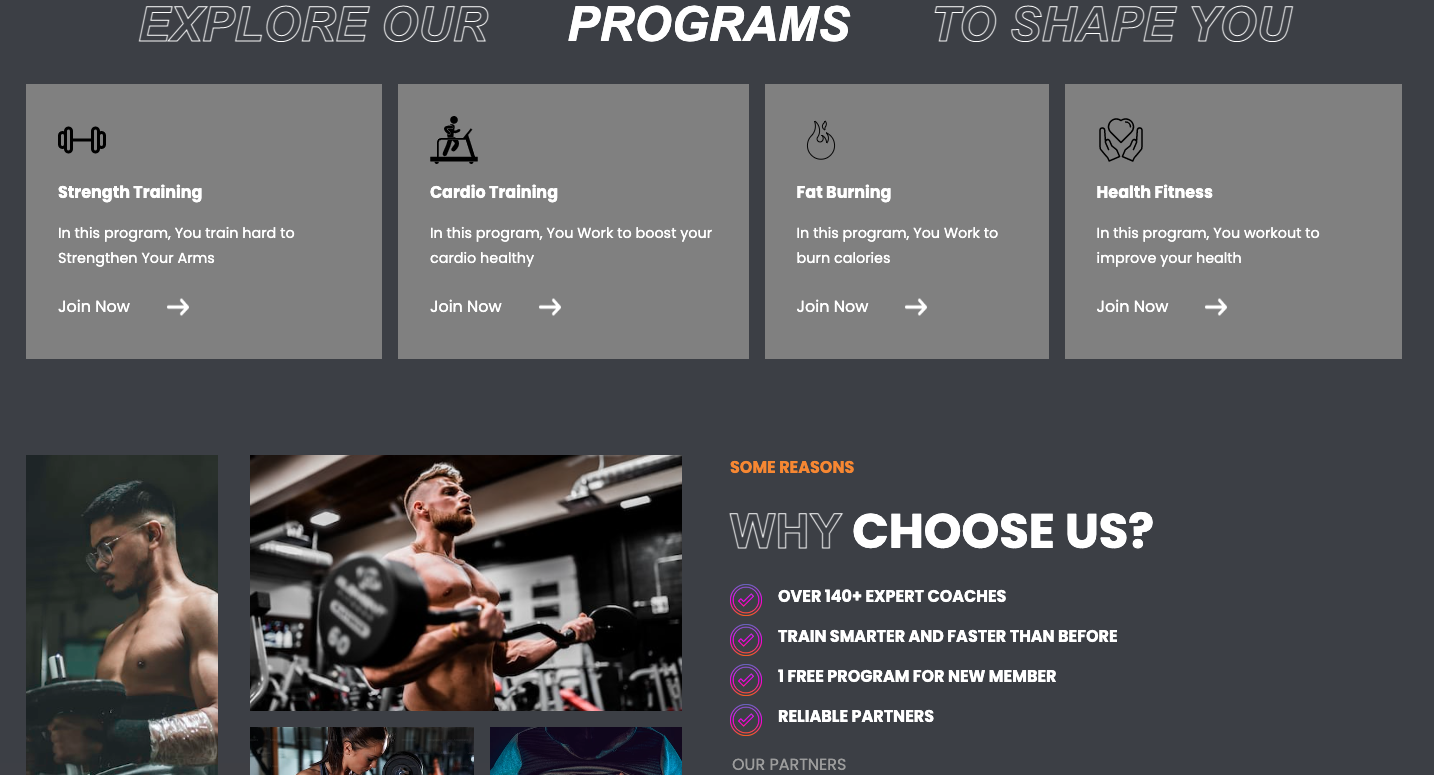 EXPLORE OUR PROGRAMS TO SHAPE YOU
Strength Training
In this program, You train hard to
Strengthen Your Arms
Join Now
Cardio Training
In this program, You Work to boost your
cardio healthy
Join Now
Fat Burning
In this program, You Work to
burn calories
Join Now
Health Fitness
In this program, You workout to
improve your health
Join Now
60
SOME REASONS
WHY CHOOSE US?
OVER 140+ EXPERT COACHES
TRAIN SMARTER AND FASTER THAN BEFORE
1 FREE PROGRAM FOR NEW MEMBER
RELIABLE PARTNERS
OUR PARTNERS